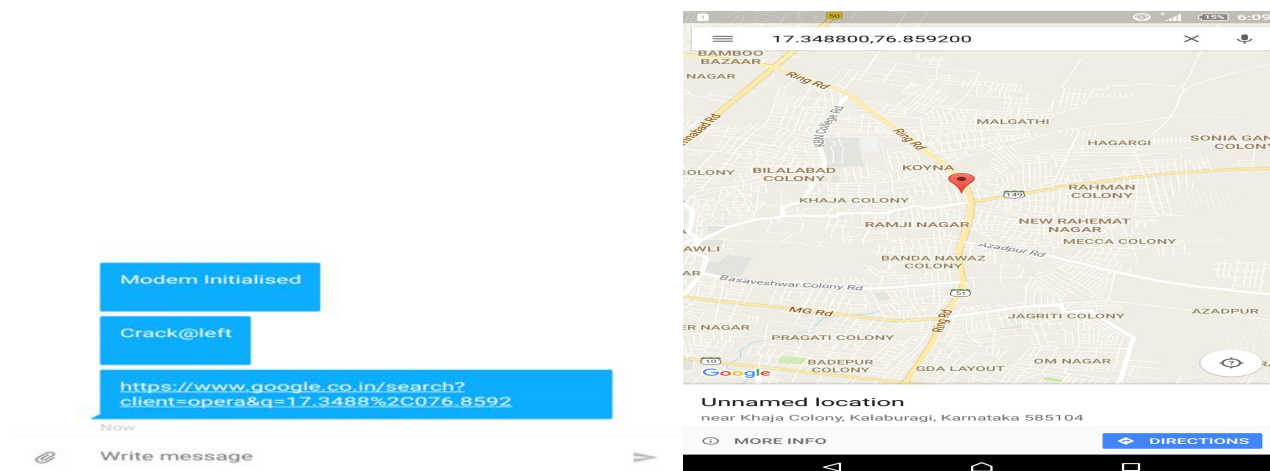 Modem Initialised
Crack@left
https://www.google.co.in/search?
client=opera&q=17.3488%2C076.8592
Now
Write message
50
15% 6:09
17.348800,76.859200
BAMBOO
BAZAAR
NAGAR
Ring Rd
KBN College Rd
Ring Rd
MALGATHI
HAGARGI
SONIA GAN
COLONY
COLONY
BILALABAD
COLONY
KOYNA
149
RAHMAN
COLONY
KHAJA COLONY
RAMJI NAGAR
NEW RAHEMAT
NAGAR
MECCA COLONY
AWLI
Azadpur Rd
BANDA NAWAZ
COLONY
AR
Basaveshwar Colony Rd
51
MG Rd
Ring Rd
JAGRITI COLONY
AZADPUR
ER NAGAR
PRAGATI COLONY
10
BADEPUR
COLONY
GDA LAYOUT
OM NAGAR
Google
Unnamed location
near Khaja Colony, Kalaburagi, Karnataka 585104
MORE INFO
DIRECTIONS